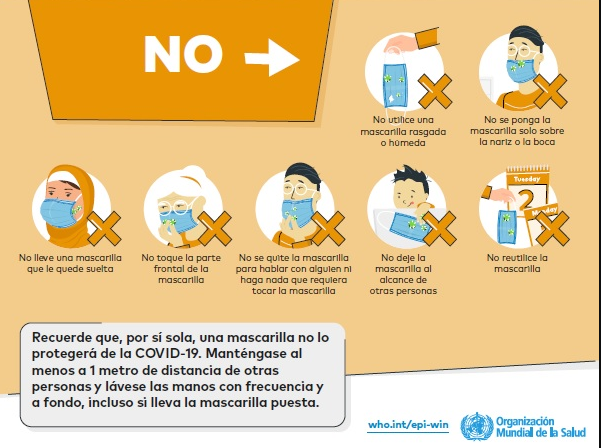 NO
No utilice una
mascarilla rasgada
o húmeda
No se ponga la
mascarilla solo sobre
la nariz o la boca
No lleve una mascarilla
que le quede suelta
No toque la parte
frontal de la
mascarilla
No se quite la mascarilla
para hablar con alguien ni
haga nada que requiera
tocar la mascarilla
No deje la
mascarilla al
alcance de
otras personas
Tuesday
2
Monday
No reutilice la
mascarilla
Recuerde que, por sí sola, una mascarilla no lo
protegerá de la COVID-19. Manténgase al
menos a 1 metro de distancia de otras
personas y lávese las manos con frecuencia y
a fondo, incluso si lleva la mascarilla puesta.
who.int/epi-win
Organización
Mundial de la Salud